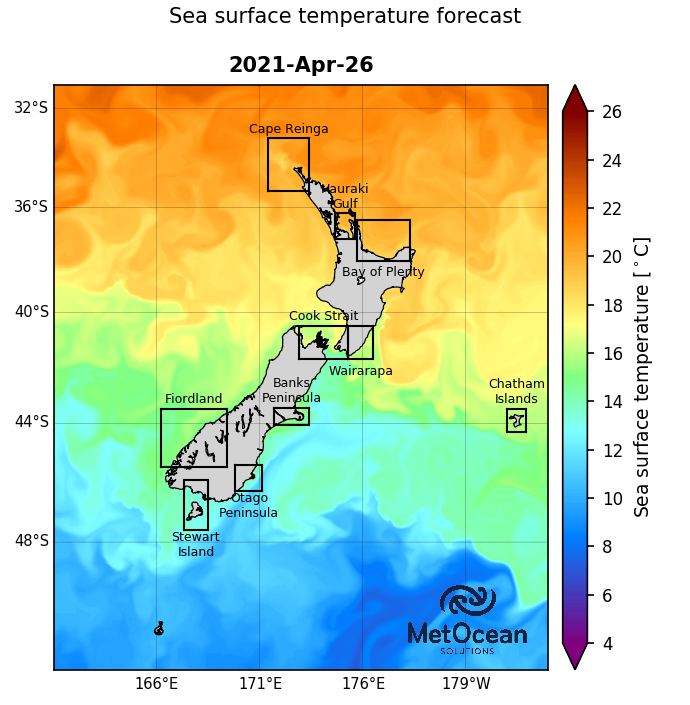 Sea surface temperature forecast
2021-Apr-26
32°S
36°S
40°S
44°S
48°S
166°E
171°E
176°E
179°W
Cape Reinga
Hauraki
Gulf
Bay of Plenty
Cook Strait
Wairarapa
Banks
Peninsula
Fiordland
Chatham
Islands
Otago
Peninsula
Stewart
Island
MetOcean
SOLUTIONS
26
24
22
20
18
16
14
12
10
8
6
4
Sea surface temperature [°C]